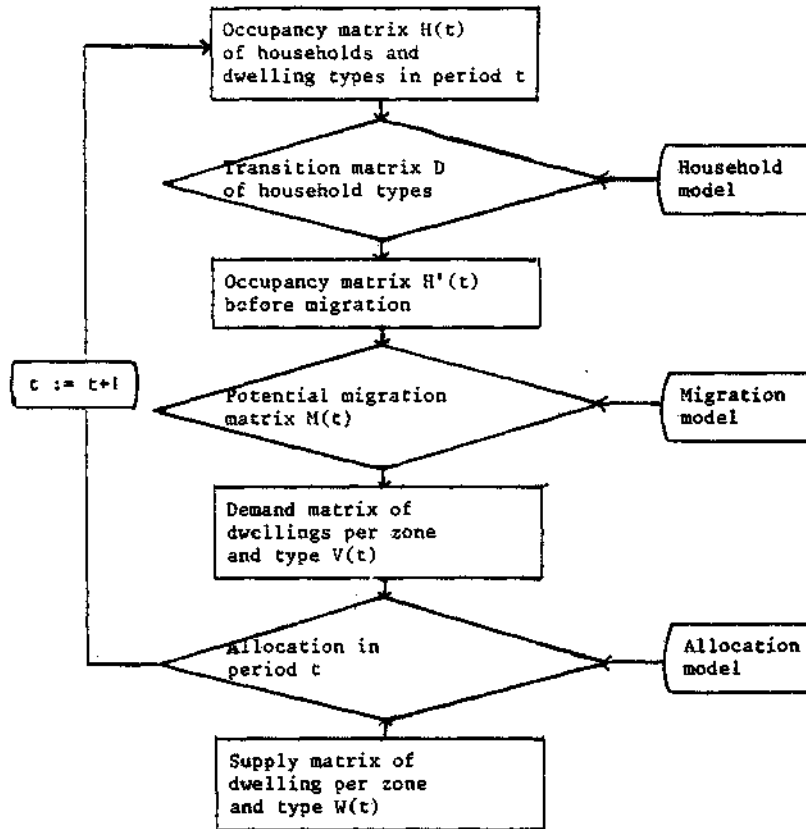 Occupancy matrix H(t)
of households and
dwelling types in period t
Transition matrix D
of household types
Household
model
Occupancy matrix H'(t)
before migration
t := t+1
Potential migration
matrix M(t)
Migration
model
Demand matrix of
dwellings per zone
and type V(t)
Allocation in
period t
Allocation
model
Supply matrix of
dwelling per zone
and type W(t)